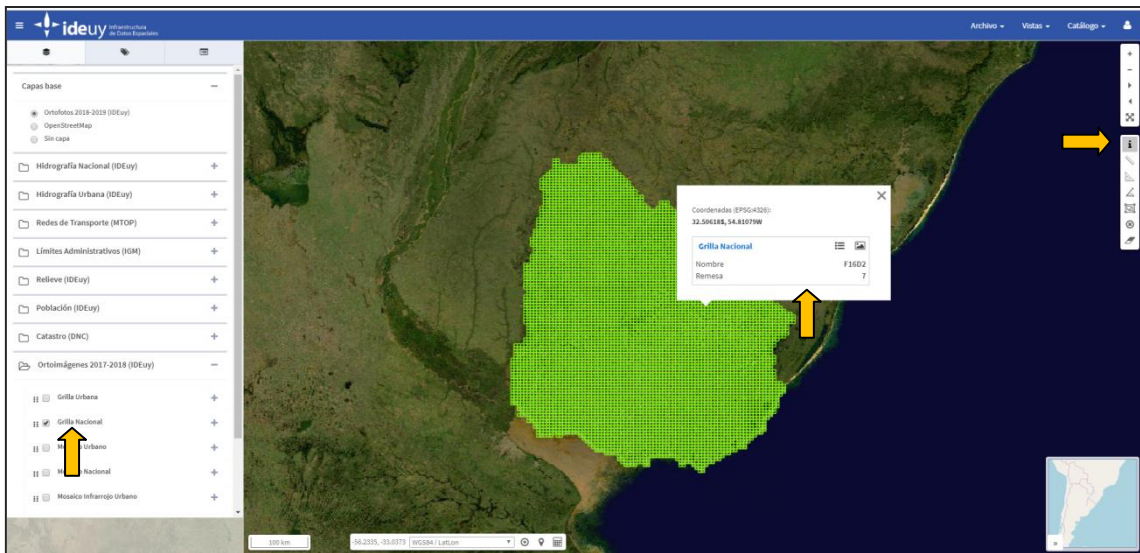 ideuy Infraestructura
de Datos Espaciales
Archivo Vistas Catálogo
Capas base
Ortofotos 2018-2019 (IDEuy)
OpenStreetMap
Sin capa
Hidrografía Nacional (IDEuy)
Hidrografía Urbana (IDEuy)
Redes de Transporte (MTOP)
Límites Administrativos (IGM)
Relieve (IDEuy)
Población (IDEuy)
Catastro (DNC)
Ortoimágenes 2017-2018 (IDEuy)
Grilla Urbana
Grilla Nacional
Urbano
Nacional
Mosaico Infrarrojo Urbano
Coordenadas (EPSG:4326):
32.59618S, 54.81079W
Grilla Nacional
Nombre F16D2
Remesa 7
100 km
-56.2335, -33.0373 WGS84 / LatLon